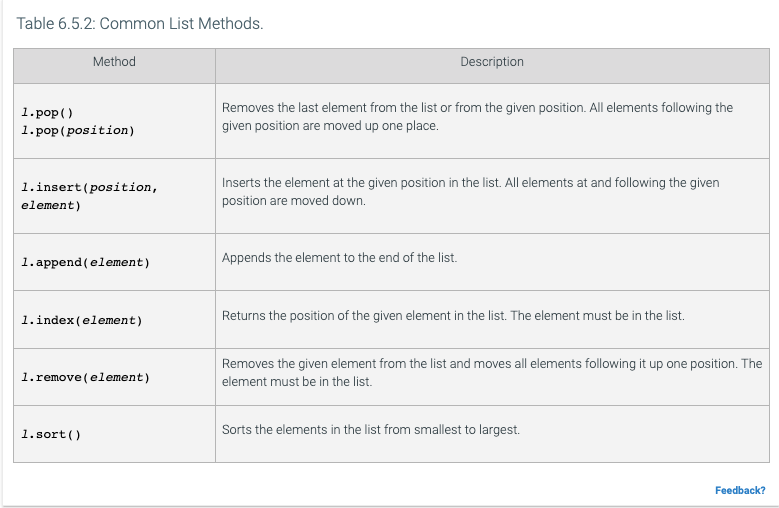 Table 6.5.2: Common List Methods.
Method Description
l.pop()
l.pop(position)
Removes the last element from the list or from the given position. All elements following the
given position are moved up one place.
l.insert(position,
element)
Inserts the element at the given position in the list. All elements at and following the given
position are moved down.
l.append(element)
Appends the element to the end of the list.
l.index(element)
Returns the position of the given element in the list. The element must be in the list.
l.remove(element)
Removes the given element from the list and moves all elements following it up one position. The
element must be in the list.
l.sort()
Sorts the elements in the list from smallest to largest.
Feedback?